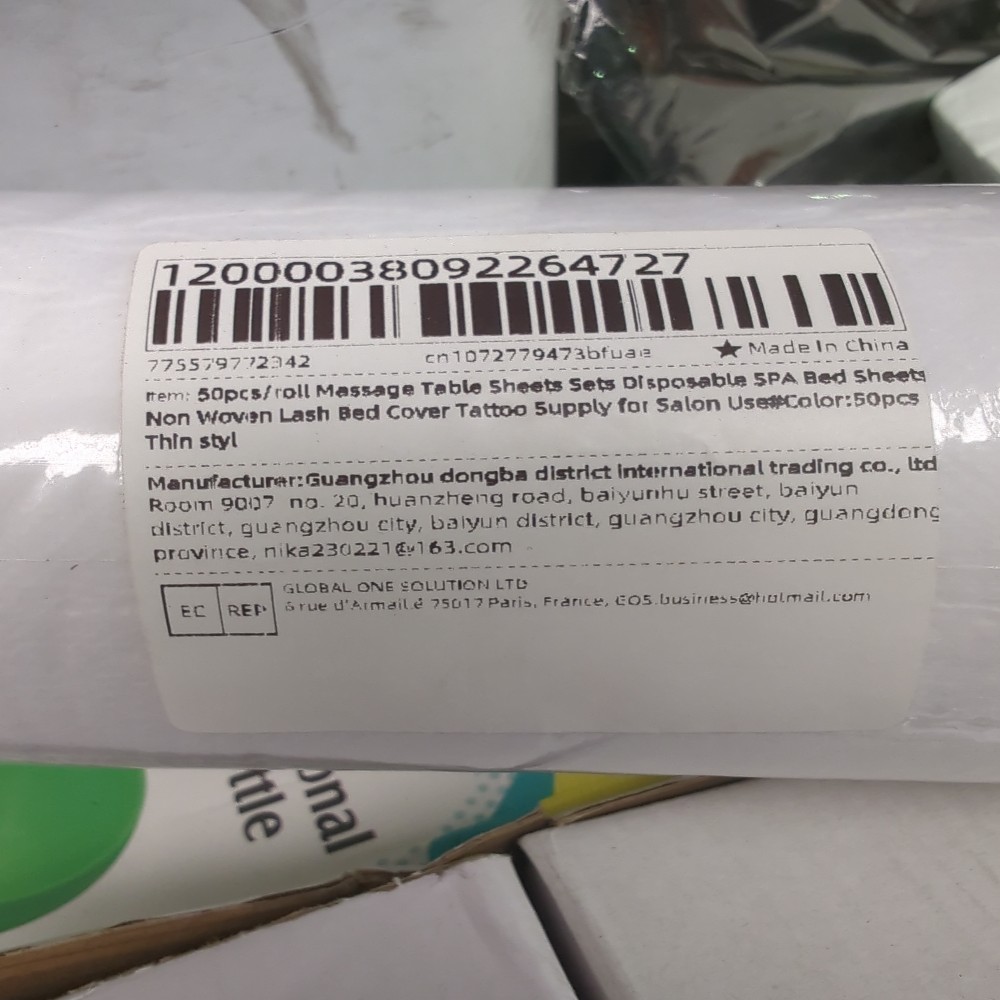 12000038092264727
775579772342
cn1072779473bfuae
★ Made In China
Item: 50pcs/roll Massage Table Sheets Sets Disposable SPA Bed Sheets
Non Woven Lash Bed Cover Tattoo Supply for Salon Use#Color:50pcs
Thin styl
Manufacturer:Guangzhou dongba district international trading co., ltd
Room 9007 no. 20, huanzheng road, baiyunhu street, baiyun
district, guangzhou city, baiyun district, guangzhou city, guangdong
province, nika230221@163.com
EC REP
GLOBAL ONE SOLUTION LTD
6 rue d'Armaillé 75017 Paris, France, EOS.business@hotmail.com
onal
ttle